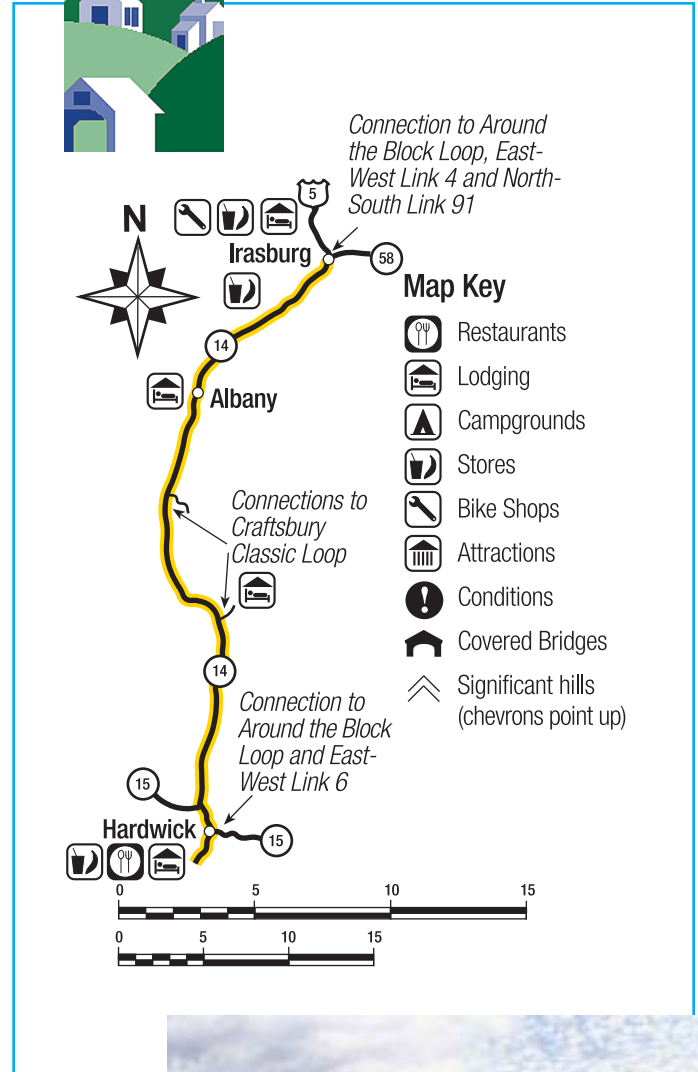 Connection to Around
the Block Loop, East-
West Link 4 and North-
South Link 91
5
N
Irasburg
58
Map Key
Restaurants
Lodging
Campgrounds
Stores
Bike Shops
Attractions
Conditions
Covered Bridges
Significant hills
(chevrons point up)
14
Albany
Connections to
Craftsbury
Classic Loop
14
Connection to
Around the Block
Loop and East-
West Link 6
15
Hardwick
15
0 5 10 15
0 5 10 15